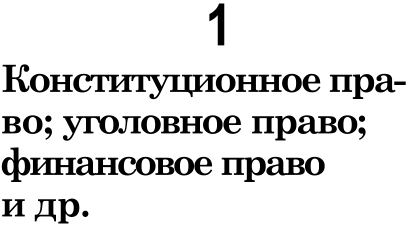 1
Конституционное пра-
во; уголовное право;
финансовое право
и др.